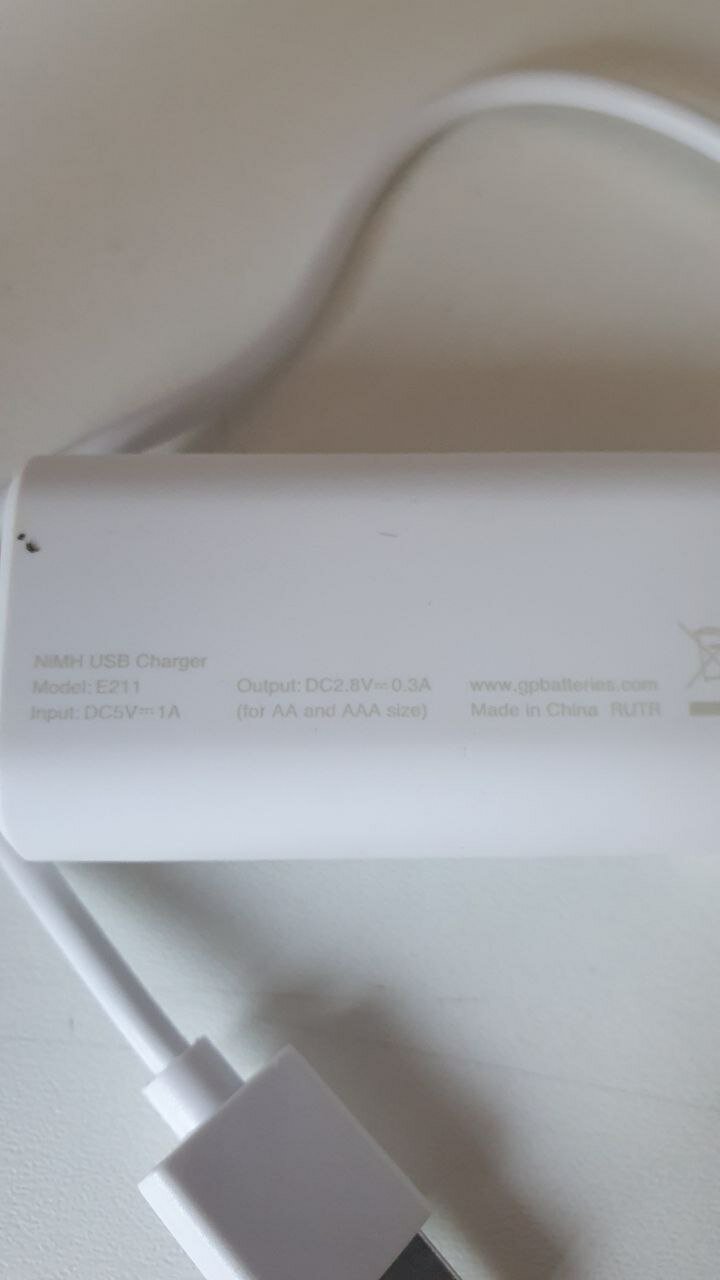 NiMH USB Charger
Model: E211
Input: DC5V⎓1A
Output: DC2.8V⎓0.3A
(for AA and AAA size)
www.gpbatteries.com
Made in China RUTR